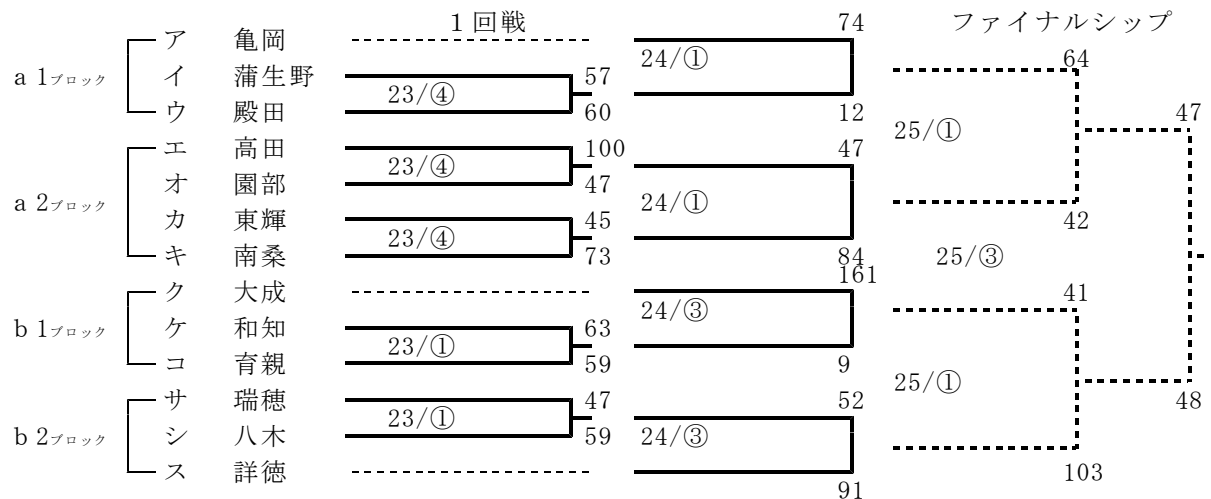 １回戦 74 ファイナルシップ
ア 亀岡
24/① 64
a 1ブロック イ 蒲生野 57
23/④ 47
ウ 殿田 60 12
25/①
エ 高田 100 47
23/④
オ 園部 47
a 2ブロック 24/①
カ 東輝 45 42
23/④
キ 南桑 73 84 25/③
161
ク 大成 41
24/③
b 1ブロック ケ 和知 63
23/①
コ 育親 59 9
25/①
サ 瑞穂 47 52 48
23/①
b 2ブロック シ 八木 59 24/③
ス 詳徳 103
91